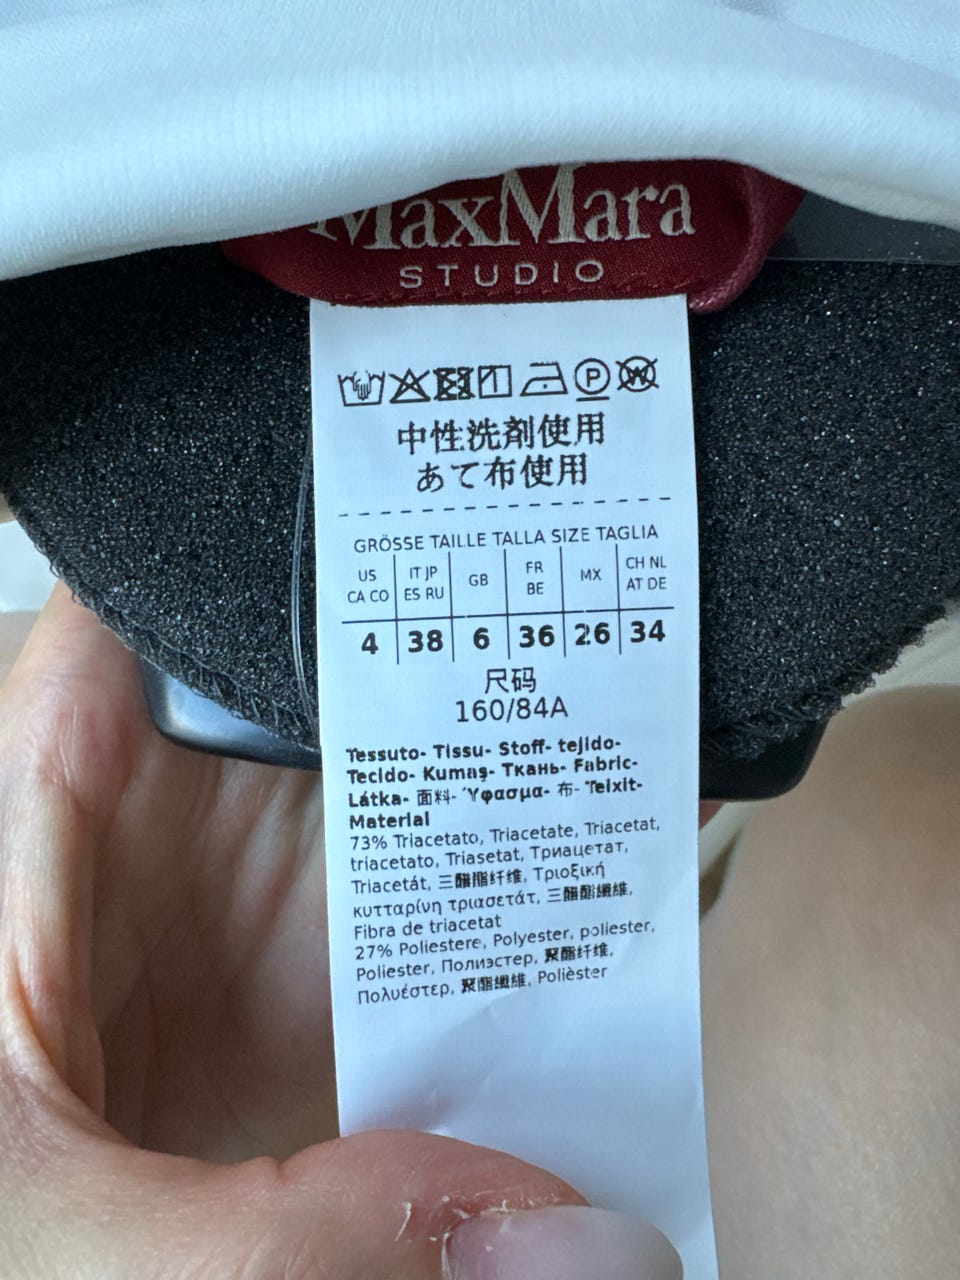 MaxMara
STUDIO
P W
中性洗剤使用
あて布使用
GRÖSSE TAILLE TALLA SIZE TAGLIA
US CA CO | IT JP ES RU | GB | FR BE | MX | CH NL AT DE
4 | 38 | 6 | 36 | 26 | 34
尺码
160/84A
Tessuto- Tissu- Stoff- tejido-
Tecido- Kumaş- Ткань- Fabric-
Látka- 面料- Ύφασμα- 布- Teixit-
Material
73% Triacetato, Triacetate, Triacetat,
triacetato, Triasetat, Триацетат,
Triacetát, 三醋酯纤维, Τριοξική
κυτταρίνη τριασετάτ, 三醋酯纖維,
Fibra de triacetat
27% Poliestere, Polyester, poliester,
Poliester, Полиэстер, 聚酯纤维,
Πολυέστερ, 聚酯纖維, Polièster